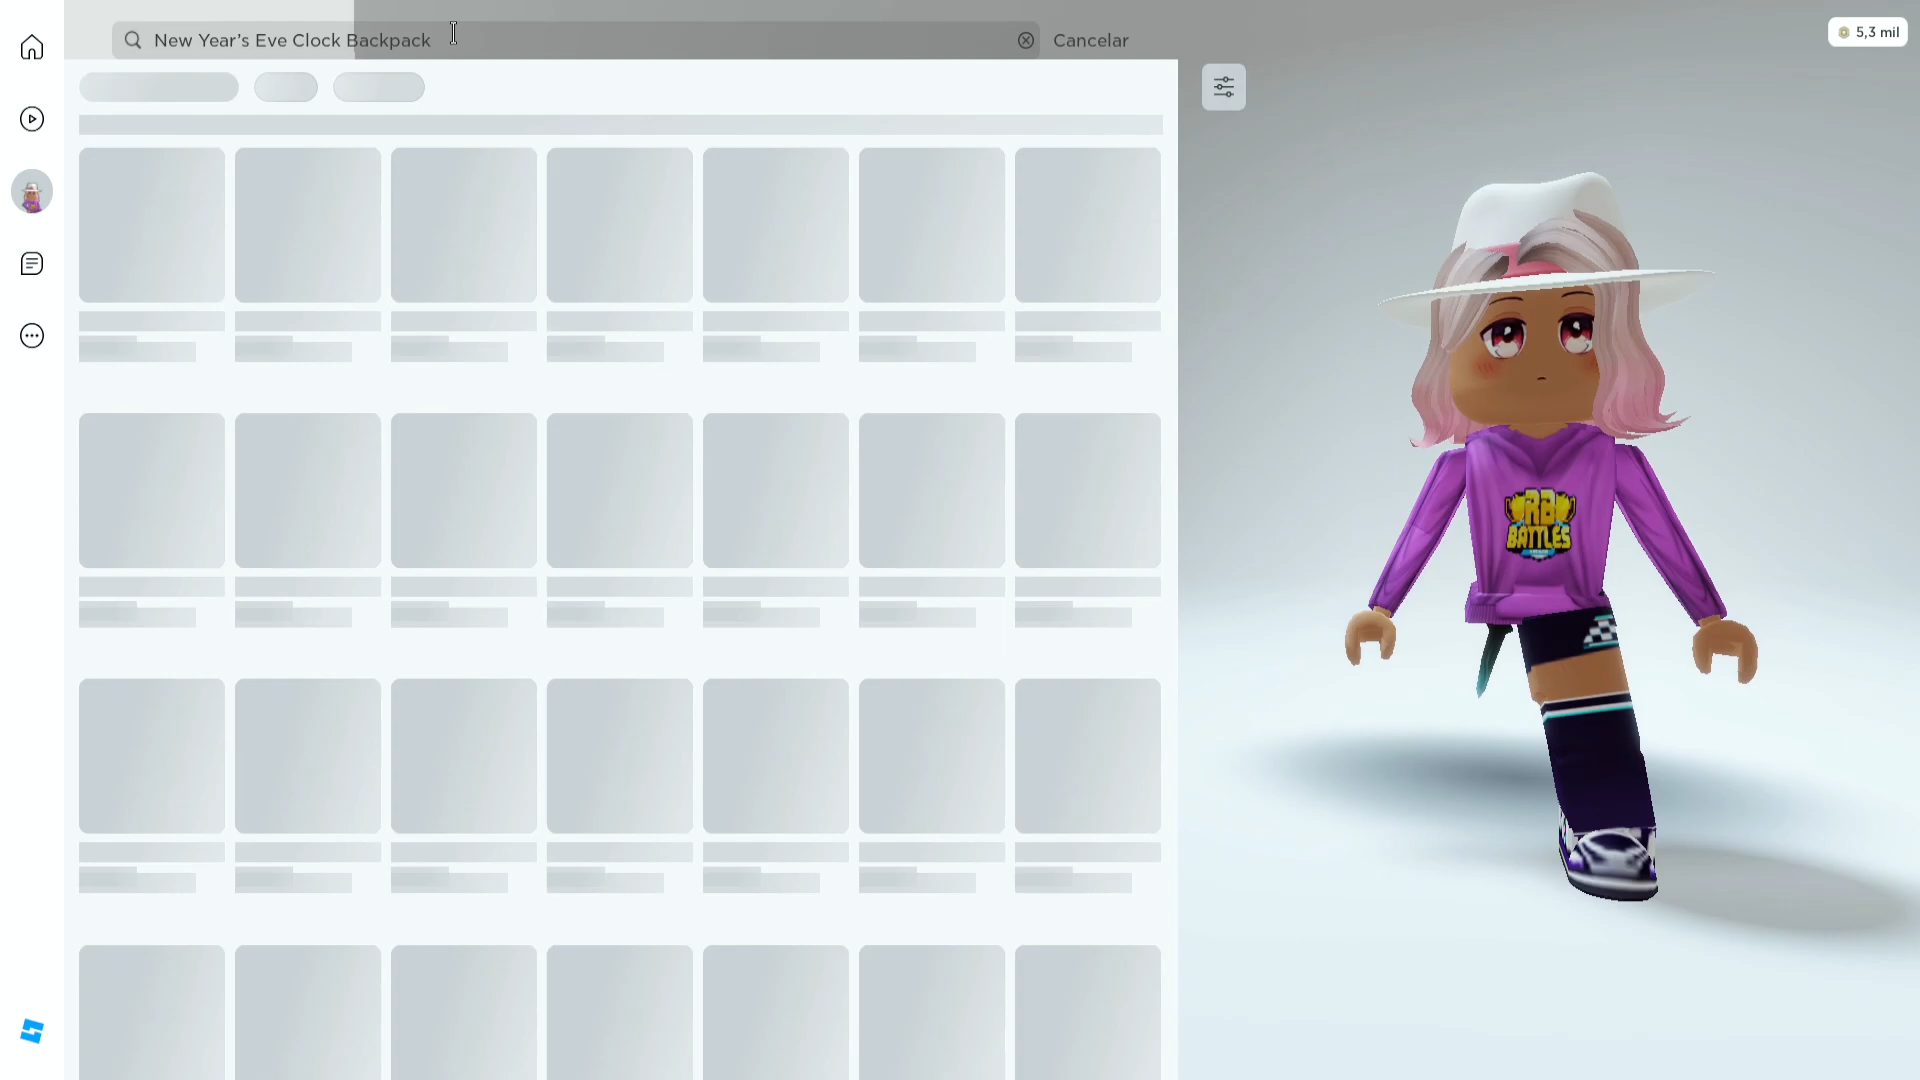 New Year's Eve Clock Backpack
Cancelar
5,3 mil
RB
BATTLES